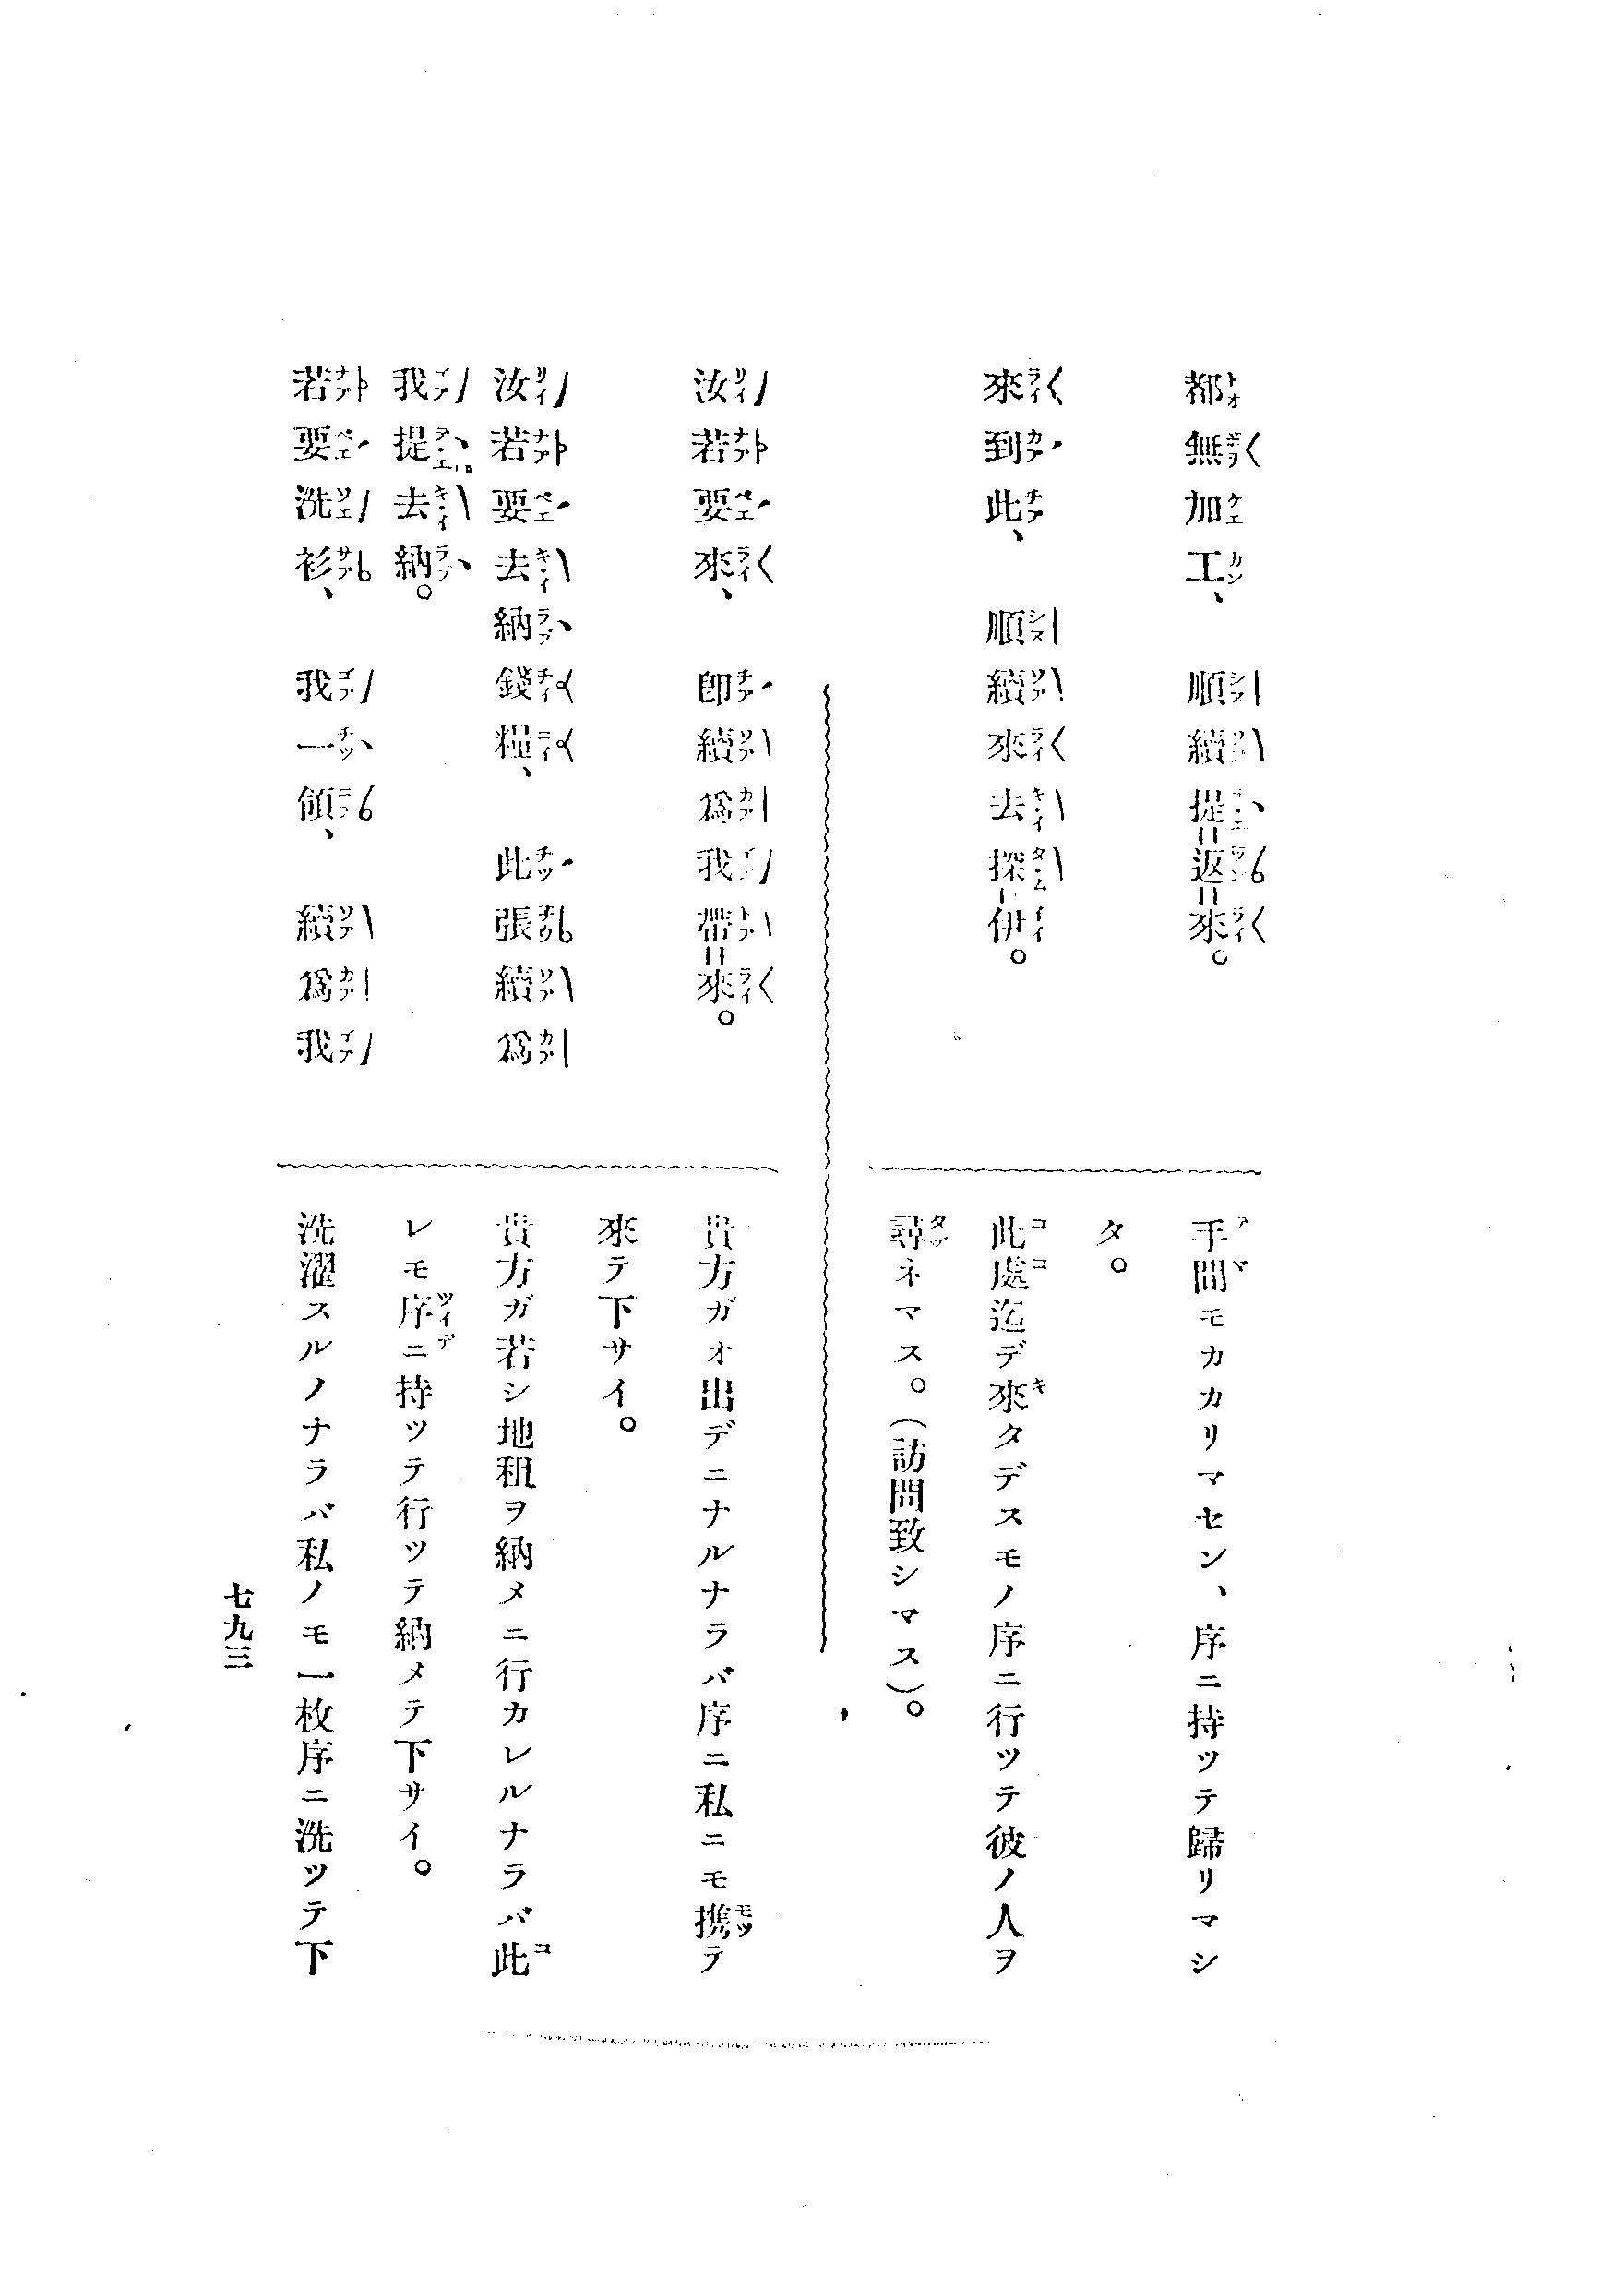 都無加工、順續提返來。
手間モカカリマセン、序ニ持ツテ歸リマシ
タ。
來到此、順續來去探伊。
此處迄デ來タデスモノ序ニ行ツテ彼ノ人ヲ
尋ネマス。(訪問致シマス)。
汝若要來、卽續爲我帶來。
貴方ガオ出デニナルナラバ序ニ私ニモ携テ
來テ下サイ。
汝若要去納錢糧、此張續爲
我提去納。
貴方ガ若シ地租ヲ納メニ行カレルナラバ此
レモ序ニ持ツテ行ツテ納メテ下サイ。
若要洗衫、我一領、續爲我
洗濯スルノナラバ私ノモ一枚序ニ洗ツテ下
七九三